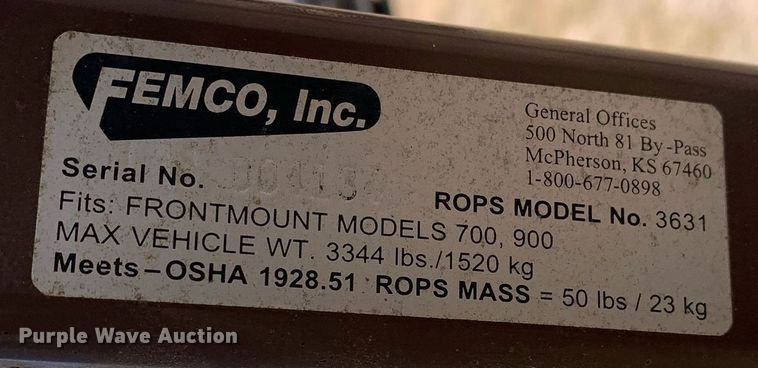 FEMCO, Inc.
General Offices
500 North 81 By-Pass
McPherson, KS 67460
1-800-677-0898
Serial No.
ROPS MODEL No. 3631
Fits: FRONTMOUNT MODELS 700, 900
MAX VEHICLE WT. 3344 lbs./1520 kg
Meets-OSHA 1928.51 ROPS MASS = 50 lbs / 23 kg
Purple Wave Auction